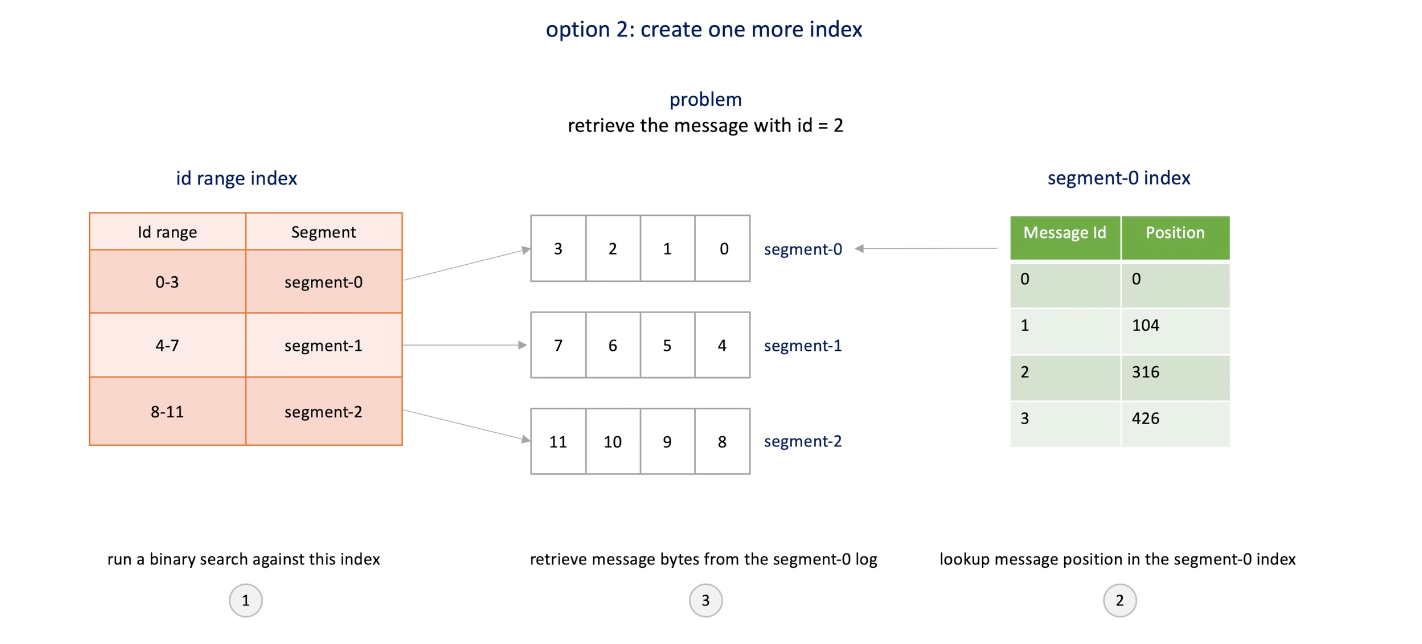 option 2: create one more index
problem
retrieve the message with id = 2
id range index
Id range Segment
0-3 segment-0
4-7 segment-1
8-11 segment-2
3 2 1 0 segment-0
7 6 5 4 segment-1
11 10 9 8 segment-2
segment-0 index
Message Id Position
0 0
1 104
2 316
3 426
run a binary search against this index
1
retrieve message bytes from the segment-0 log
3
lookup message position in the segment-0 index
2